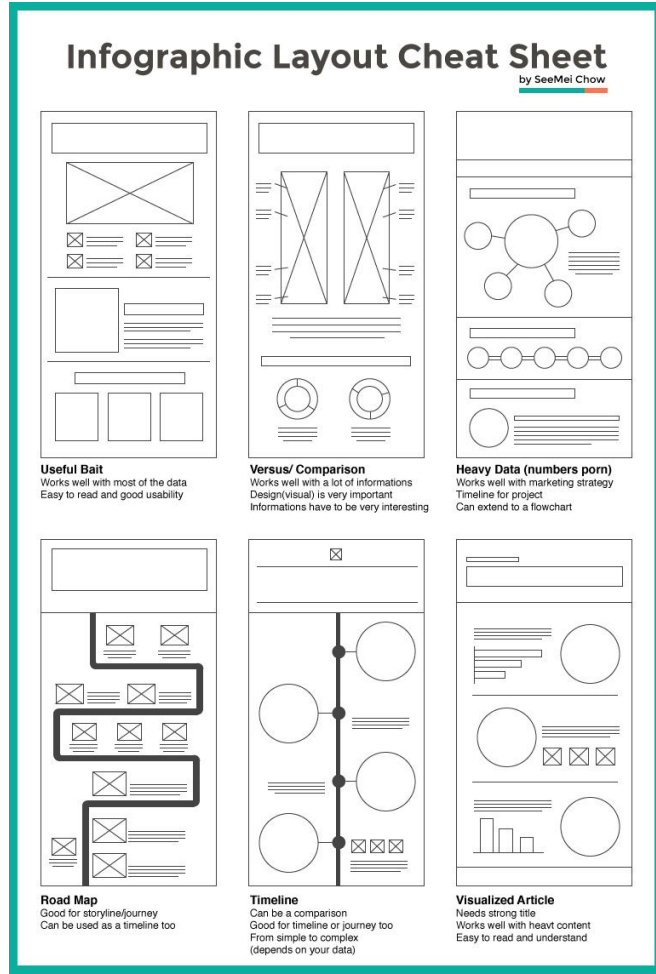 Infographic Layout Cheat Sheet
by SeeMei Chow
Useful Bait
Works well with most of the data
Easy to read and good usability
Versus/ Comparison
Works well with a lot of informations
Design(visual) is very important
Informations have to be very interesting
Heavy Data (numbers porn)
Works well with marketing strategy
Timeline for project
Can extend to a flowchart
Road Map
Good for storyline/journey
Can be used as a timeline too
Timeline
Can be a comparison
Good for timeline or journey too
From simple to complex
(depends on your data)
Visualized Article
Needs strong title
Works well with heavt content
Easy to read and understand